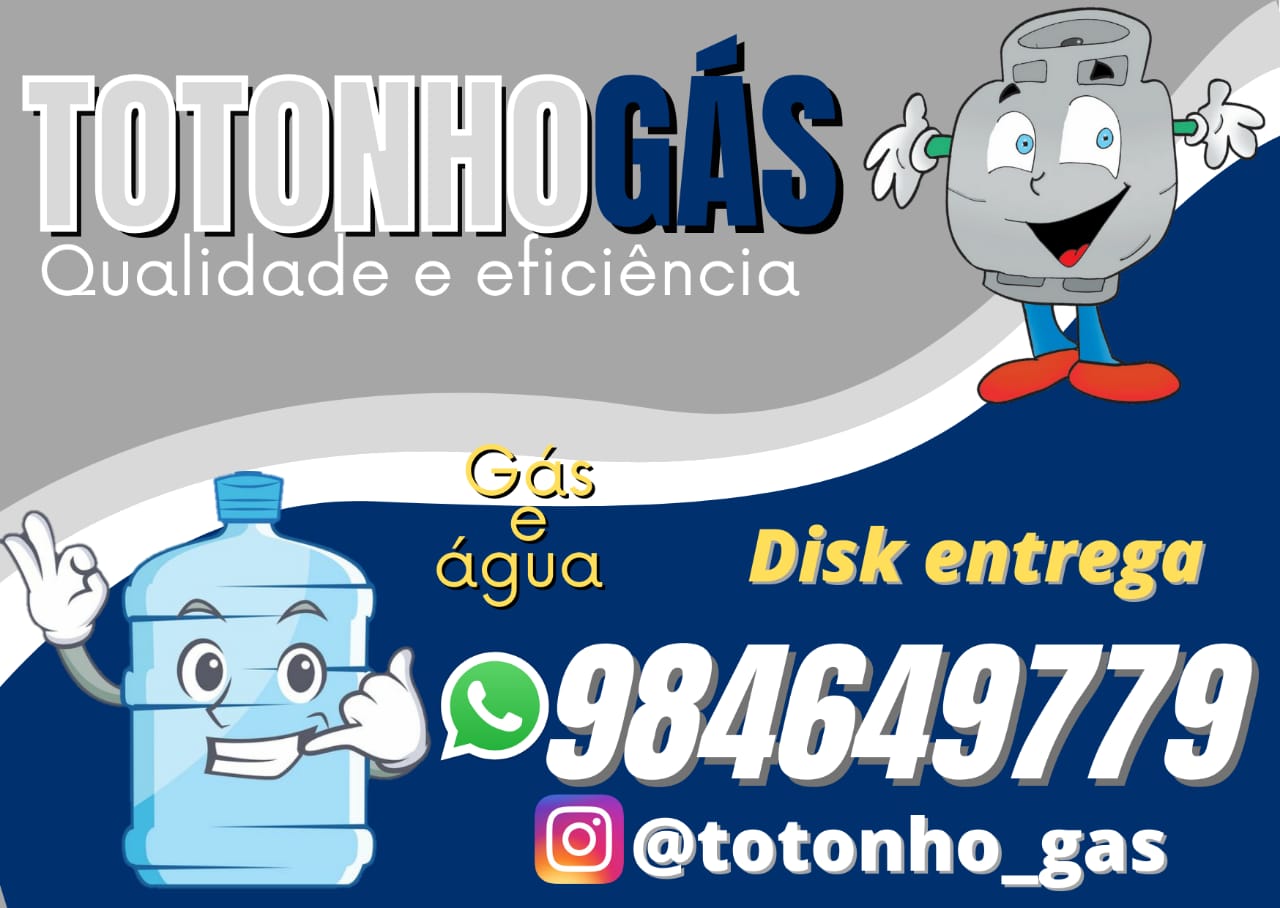 TOTONHOGÁS
Qualidade e eficiência
Gás
e
água
Disk entrega
984649779
@totonho_gas